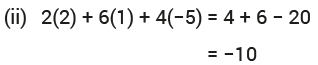 (ii) 2(2) + 6(1) + 4(−5) = 4 + 6 − 20
= −10